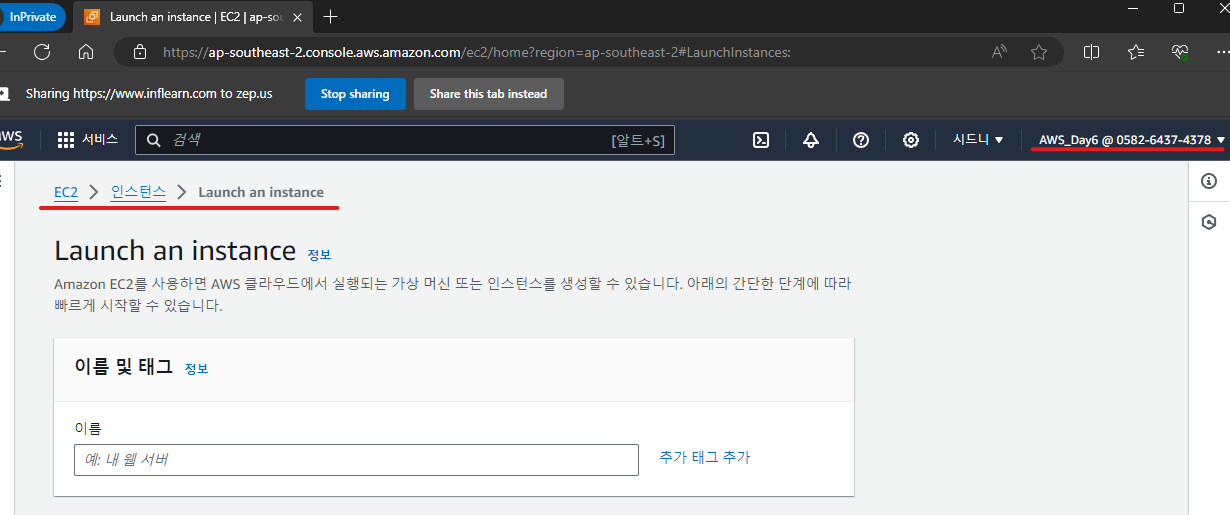 InPrivate
Launch an instance | EC2 | ap-sou
https://ap-southeast-2.console.aws.amazon.com/ec2/home?region=ap-southeast-2#LaunchInstances:
Sharing https://www.inflearn.com to zep.us
Stop sharing
Share this tab instead
aws
서비스
검색
[알트+S]
시드니
AWS_Day6 @ 0582-6437-4378
EC2 > 인스턴스 > Launch an instance
Launch an instance 정보
Amazon EC2를 사용하면 AWS 클라우드에서 실행되는 가상 머신 또는 인스턴스를 생성할 수 있습니다. 아래의 간단한 단계에 따라
빠르게 시작할 수 있습니다.
이름 및 태그 정보
이름
예: 내 웹 서버
추가 태그 추가